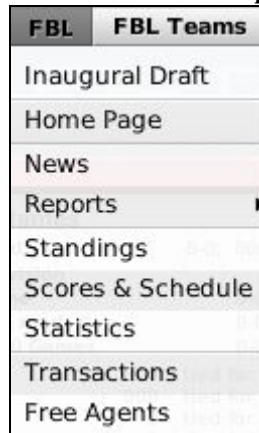 FBL FBL Teams
Inaugural Draft
Home Page
News
Reports
Standings
Scores & Schedule
Statistics
Transactions
Free Agents